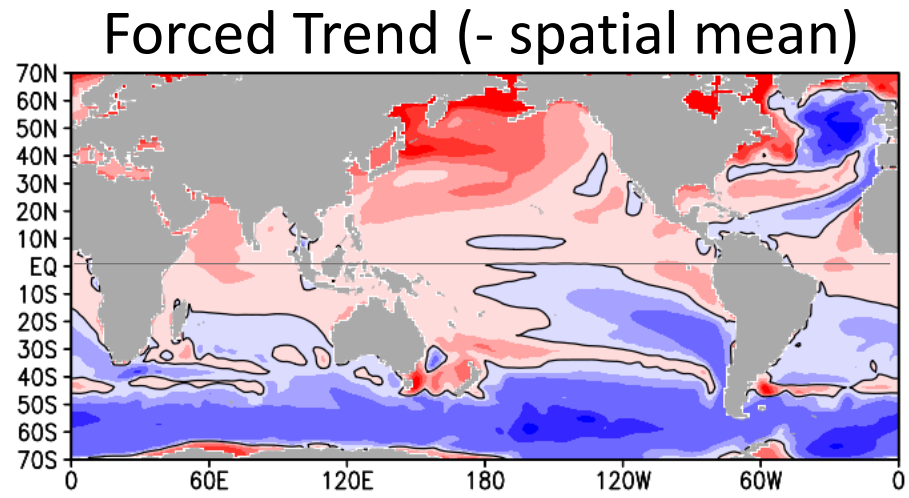 Forced Trend (- spatial mean)
70N
60N
50N
40N
30N
20N
10N
EQ
10S
20S
30S
40S
50S
60S
70S
0 60E 120E 180 120W 60W 0